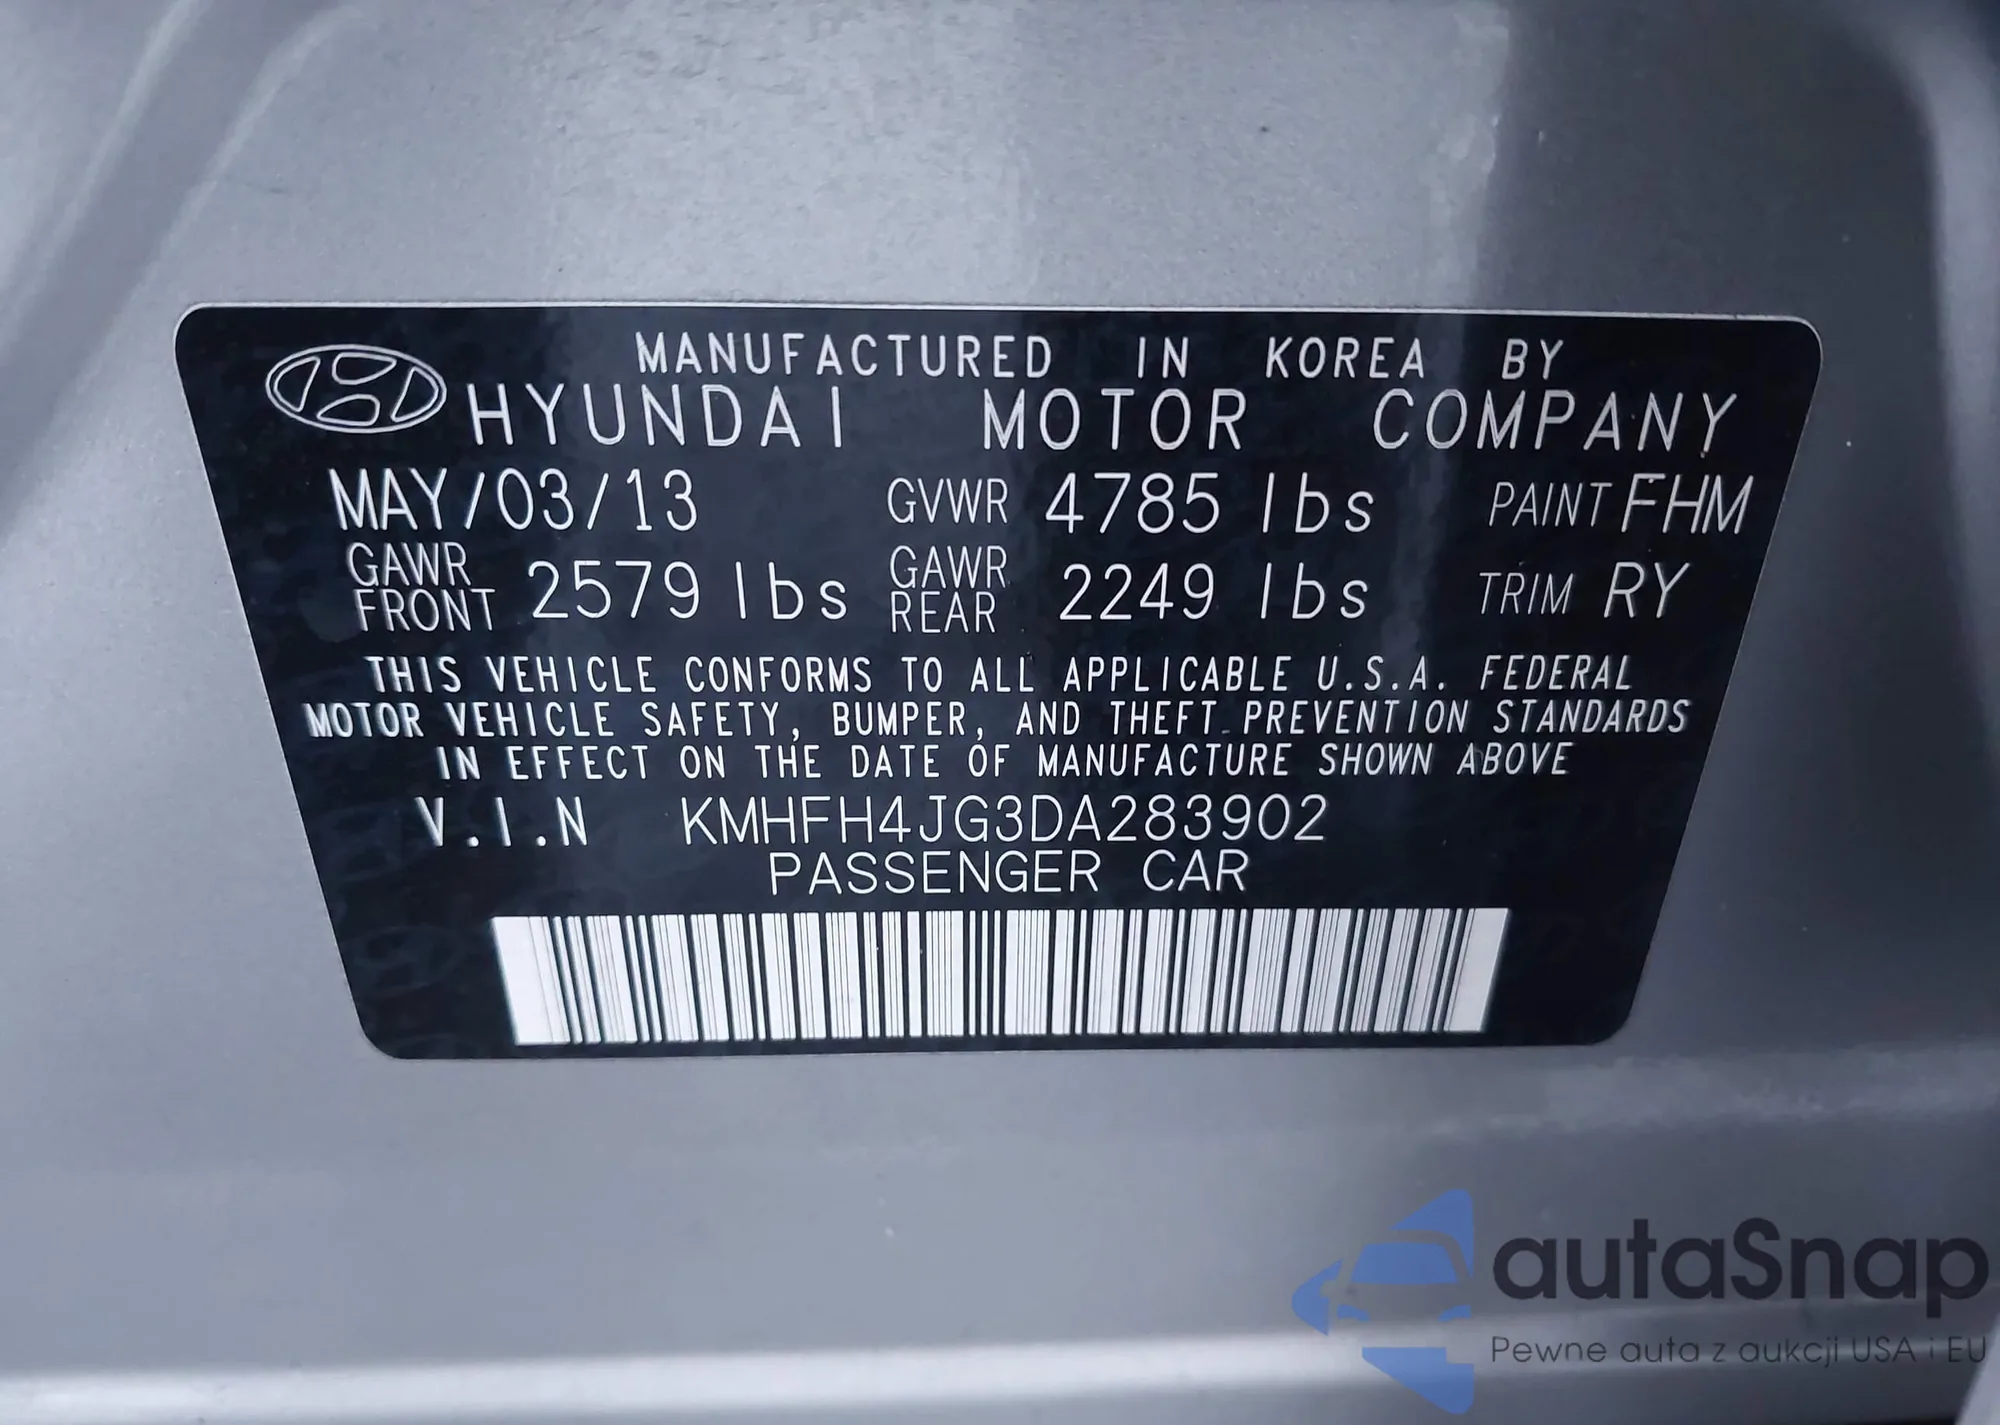 MANUFACTURED IN KOREA BY
HYUNDAI MOTOR COMPANY
MAY/03/13 GVWR 4785 lbs PAINT FHM
GAWR FRONT 2579 lbs GAWR REAR 2249 lbs TRIM RY
THIS VEHICLE CONFORMS TO ALL APPLICABLE U.S.A. FEDERAL
MOTOR VEHICLE SAFETY, BUMPER, AND THEFT PREVENTION STANDARDS
IN EFFECT ON THE DATE OF MANUFACTURE SHOWN ABOVE
V.I.N KMHFH4JG3DA283902
PASSENGER CAR
autaSnap
Pewne auta z aukcji USA i EU